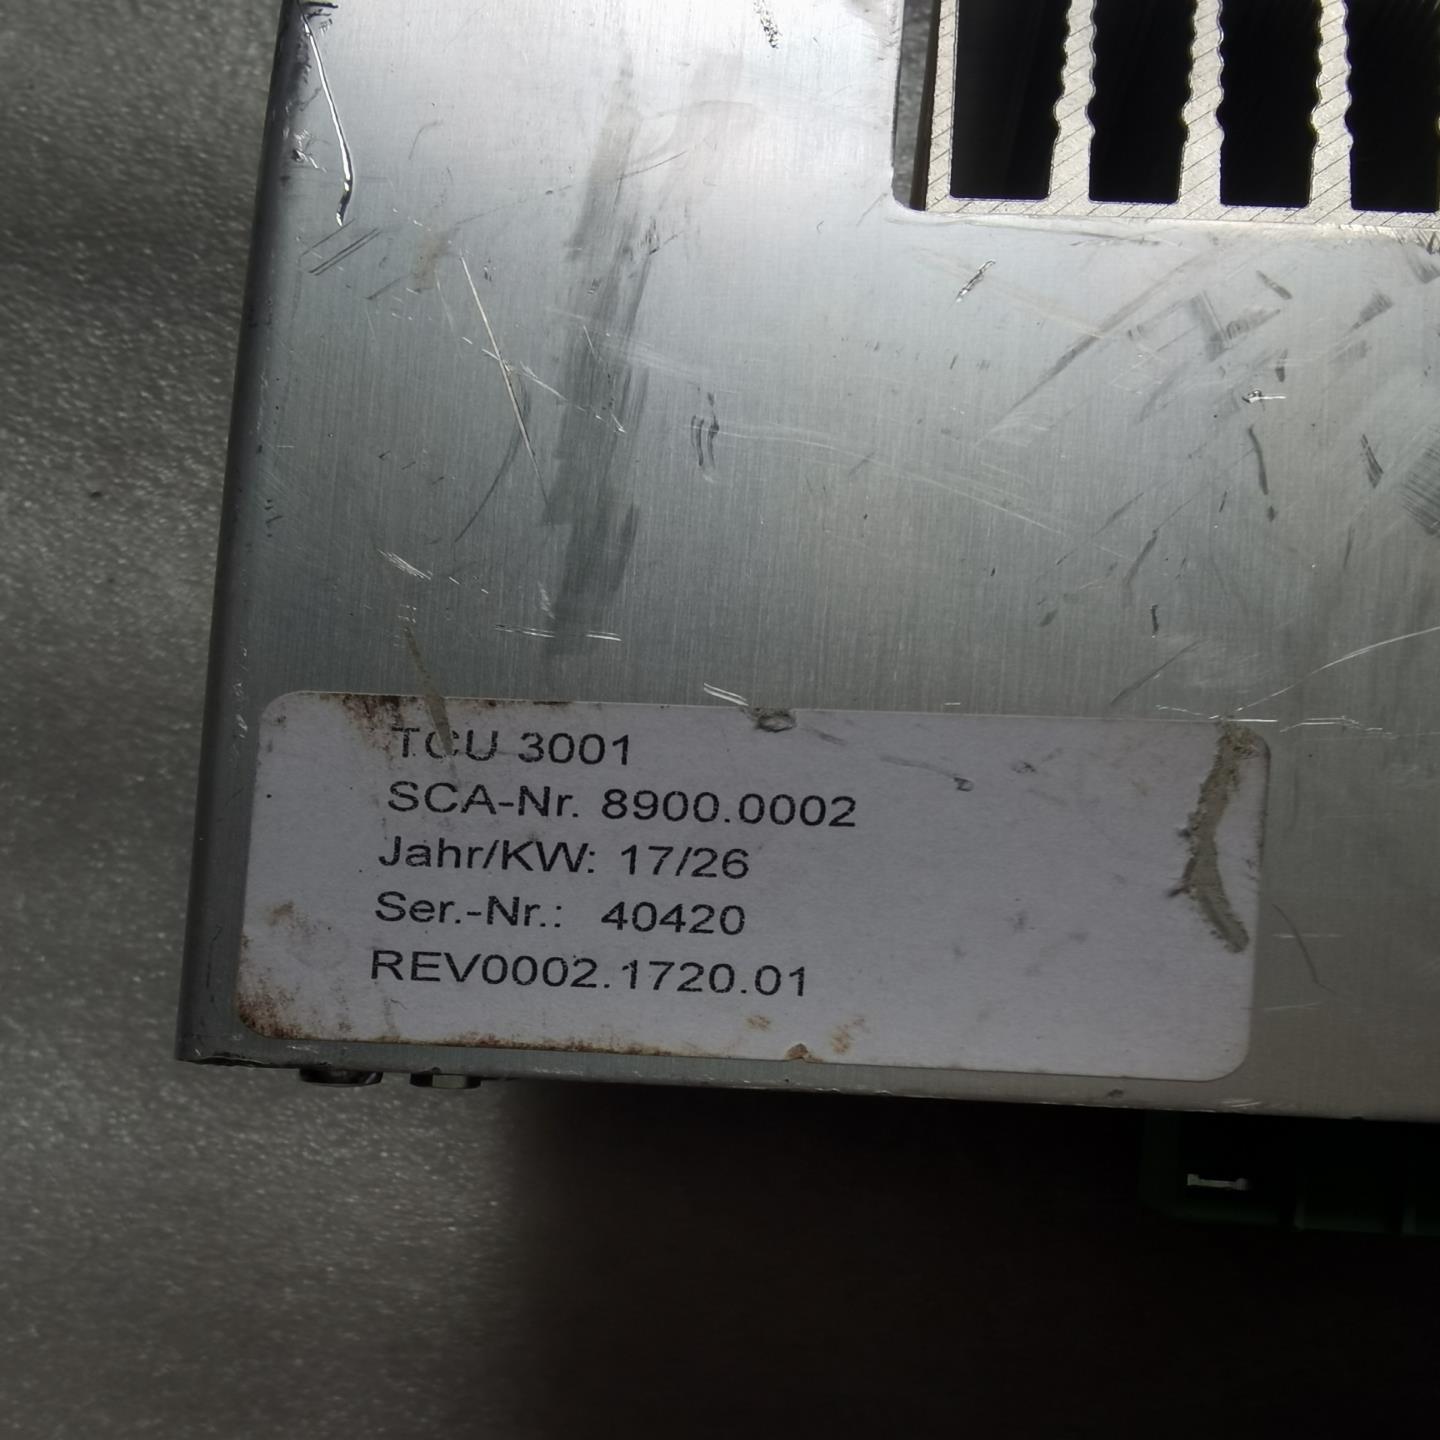 TCU 3001
SCA-Nr. 8900.0002
Jahr/KW: 17/26
Ser.-Nr.: 40420
REV0002.1720.01